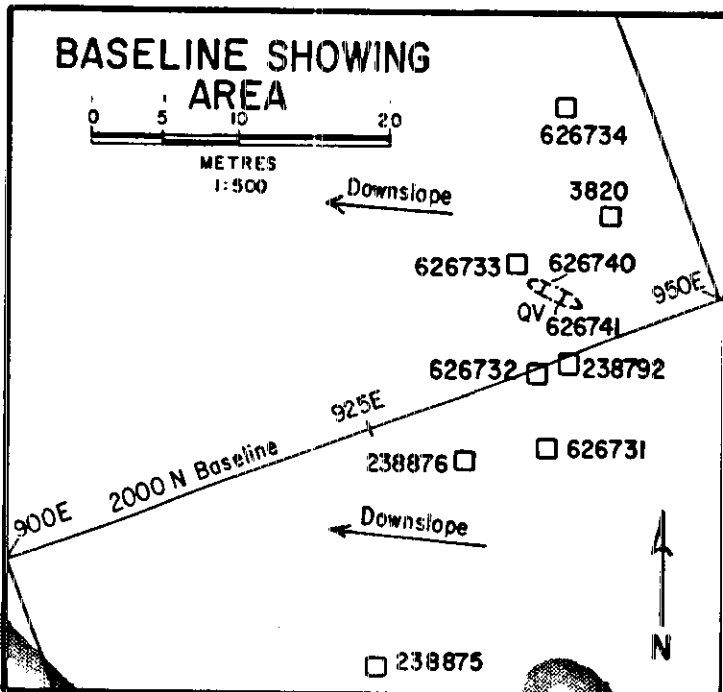 BASELINE SHOWING
AREA
0 5 10 20
METRES
1:500
626734
Downslope
3820
626733
626740
950E
QV
626741
626732
238792
925E
238876
626731
2000 N Baseline
900E
Downslope
N
238875